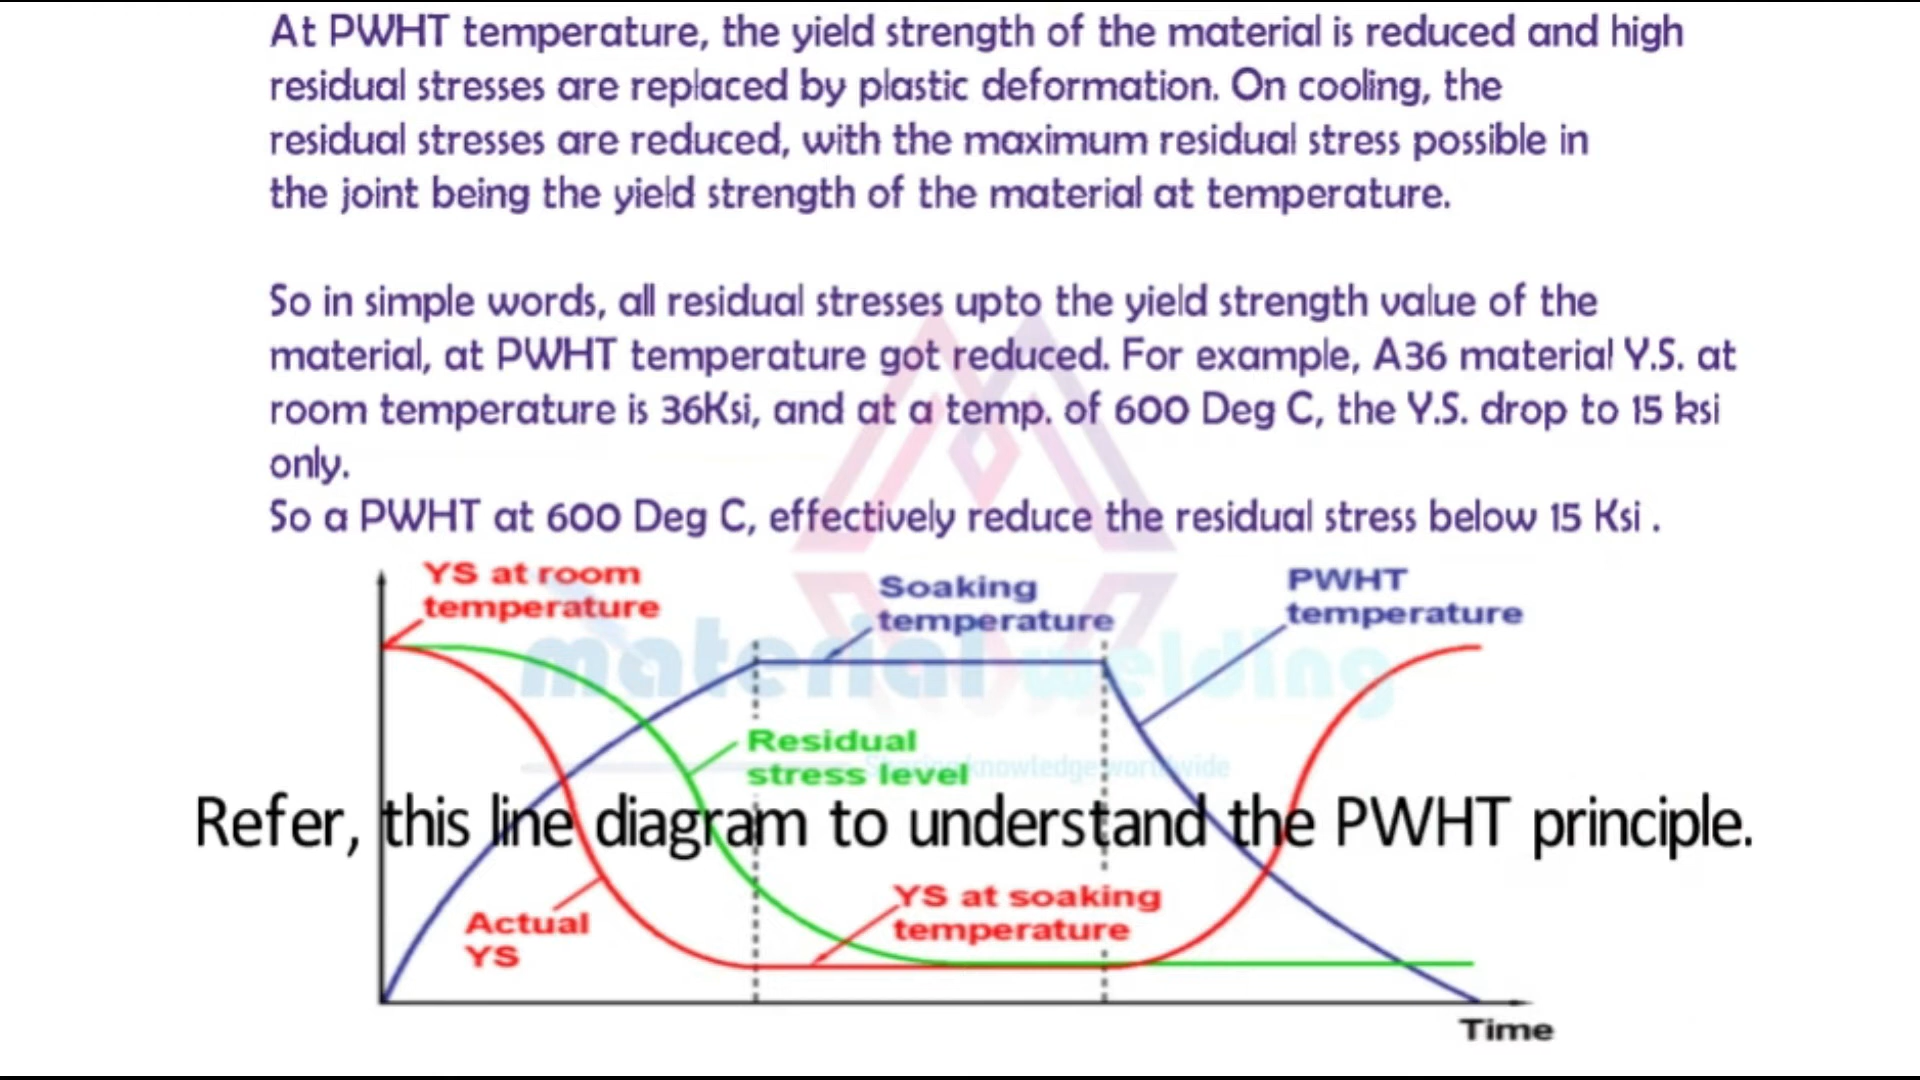 At PWHT temperature, the yield strength of the material is reduced and high
residual stresses are replaced by plastic deformation. On cooling, the
residual stresses are reduced, with the maximum residual stress possible in
the joint being the yield strength of the material at temperature.
So in simple words, all residual stresses upto the yield strength value of the
material, at PWHT temperature got reduced. For example, A36 material Y.S. at
room temperature is 36Ksi, and at a temp. of 600 Deg C, the Y.S. drop to 15 ksi
only.
So a PWHT at 600 Deg C, effectively reduce the residual stress below 15 Ksi .
YS at room
temperature
Soaking
temperature
PWHT
temperature
material welding
Residual
stress level
Sharing knowledge worldwide
Refer, this line diagram to understand the PWHT principle.
Actual
YS
YS at soaking
temperature
Time